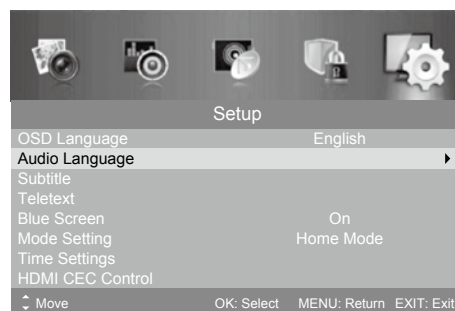 Setup
OSD Language English
Audio Language
Subtitle
Teletext
Blue Screen On
Mode Setting Home Mode
Time Settings
HDMI CEC Control
Move OK: Select MENU: Return EXIT: Exit